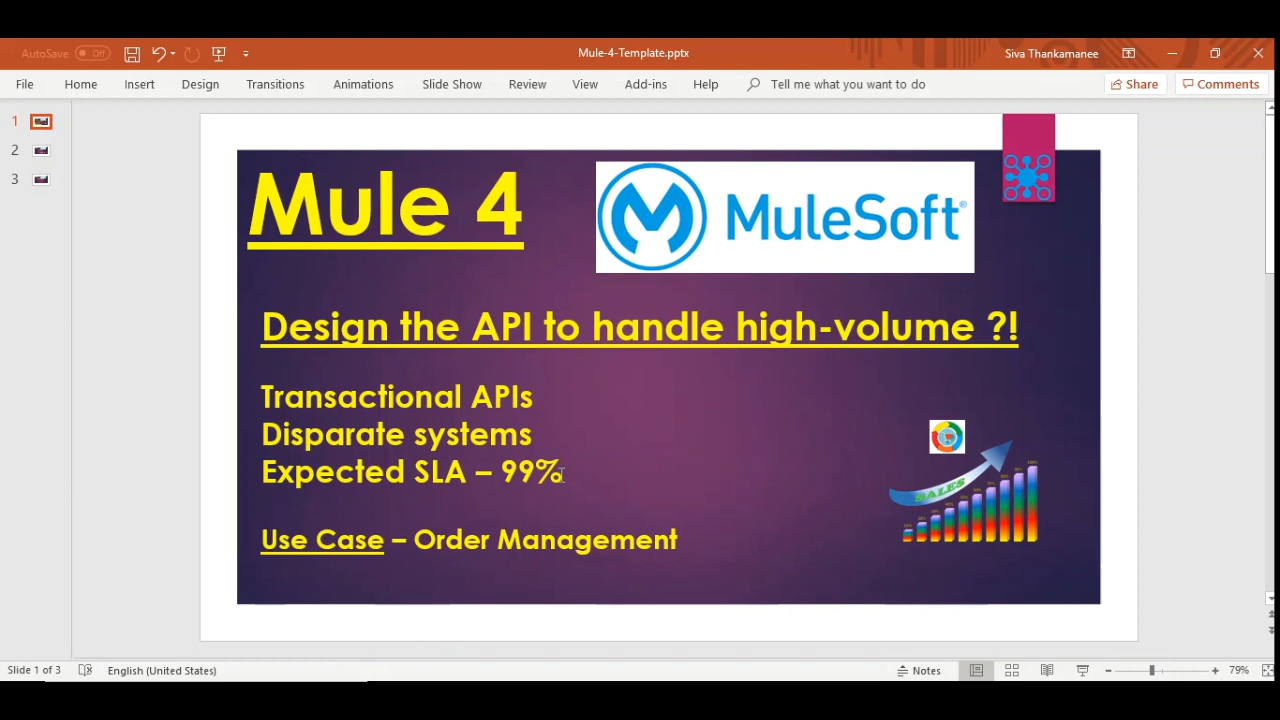 AutoSave Off
Mule-4-Template.pptx
Siva Thankamanee
File Home Insert Design Transitions Animations Slide Show Review View Add-ins Help Tell me what you want to do Share Comments
1
2
3
Mule 4
MuleSoft®
Design the API to handle high-volume ?!
Transactional APIs
Disparate systems
Expected SLA – 99%
SALES
Use Case – Order Management
Slide 1 of 3 English (United States) Notes 79%